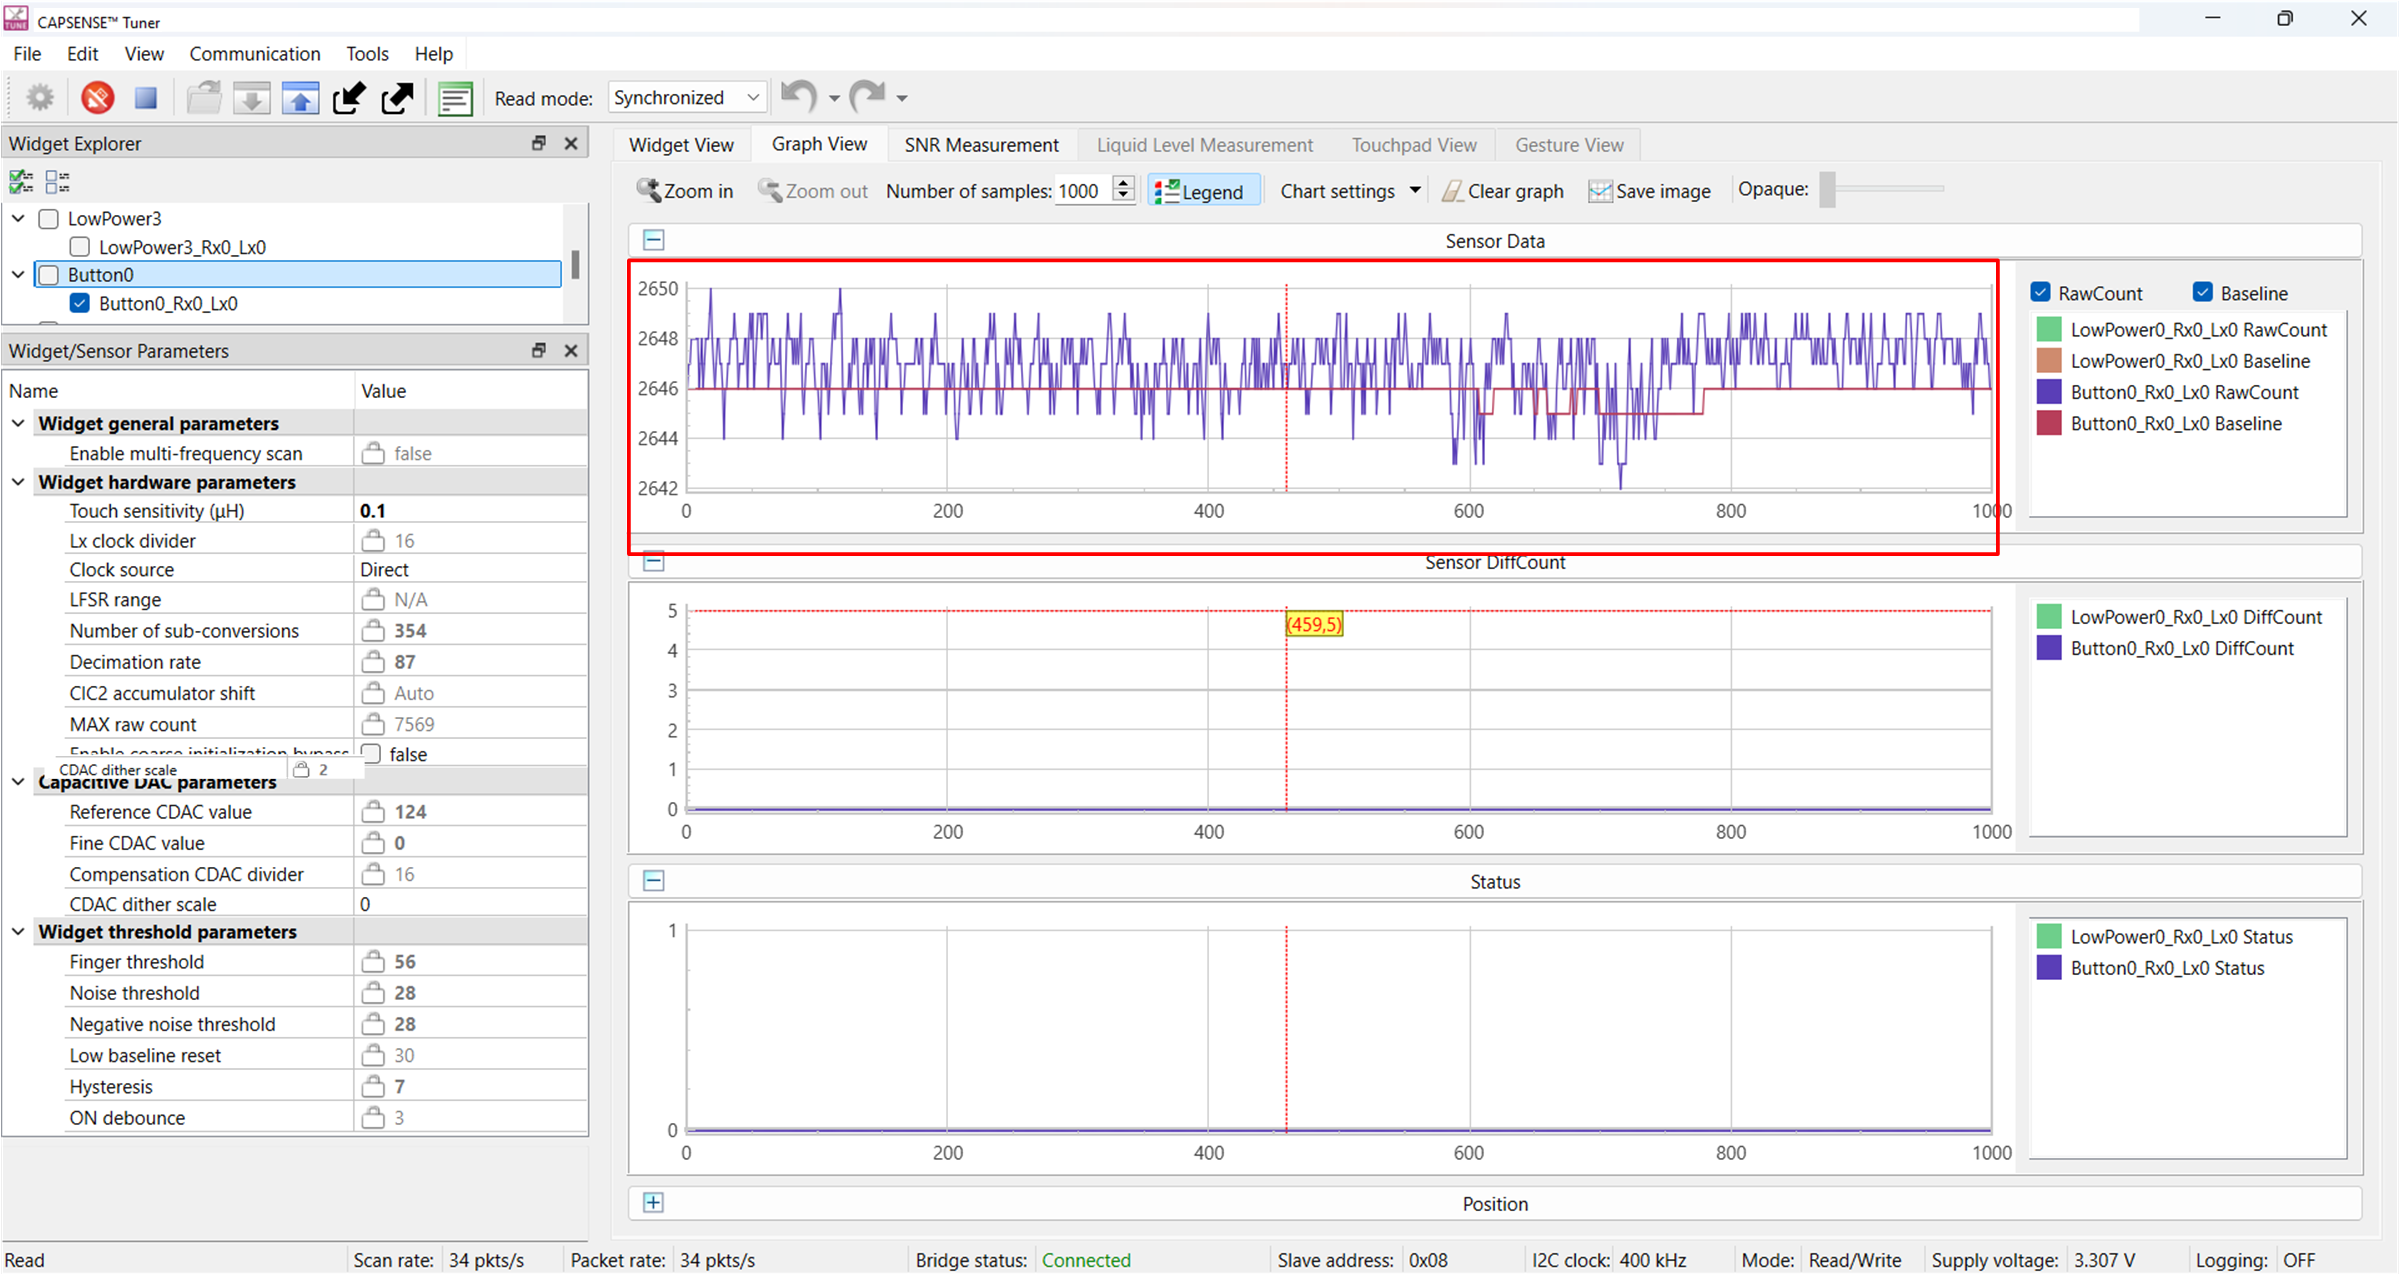 CAPSENSE™ Tuner
File Edit View Communication Tools Help
Read mode: Synchronized
Widget Explorer
LowPower3
LowPower3_Rx0_Lx0
Button0
Button0_Rx0_Lx0
Widget/Sensor Parameters
Name Value
Widget general parameters
Enable multi-frequency scan false
Widget hardware parameters
Touch sensitivity (µH) 0.1
Lx clock divider 16
Clock source Direct
LFSR range N/A
Number of sub-conversions 354
Decimation rate 87
CIC2 accumulator shift Auto
MAX raw count 7569
Enable coarse initialization bypass false
CDAC dither scale 2
Capacitive DAC parameters
Reference CDAC value 124
Fine CDAC value 0
Compensation CDAC divider 16
CDAC dither scale 0
Widget threshold parameters
Finger threshold 56
Noise threshold 28
Negative noise threshold 28
Low baseline reset 30
Hysteresis 7
ON debounce 3
Widget View Graph View SNR Measurement Liquid Level Measurement Touchpad View Gesture View
Zoom in Zoom out Number of samples: 1000 Legend Chart settings Clear graph Save image Opaque:
Sensor Data
2650
2648
2646
2644
2642
0 200 400 600 800 1000
RawCount Baseline
LowPower0_Rx0_Lx0 RawCount
LowPower0_Rx0_Lx0 Baseline
Button0_Rx0_Lx0 RawCount
Button0_Rx0_Lx0 Baseline
Sensor DiffCount
5
4
3
2
1
0
(459,5)
0 200 400 600 800 1000
LowPower0_Rx0_Lx0 DiffCount
Button0_Rx0_Lx0 DiffCount
Status
1
0
0 200 400 600 800 1000
LowPower0_Rx0_Lx0 Status
Button0_Rx0_Lx0 Status
Position
Read Scan rate: 34 pkts/s Packet rate: 34 pkts/s Bridge status: Connected Slave address: 0x08 I2C clock: 400 kHz Mode: Read/Write Supply voltage: 3.307 V Logging: OFF